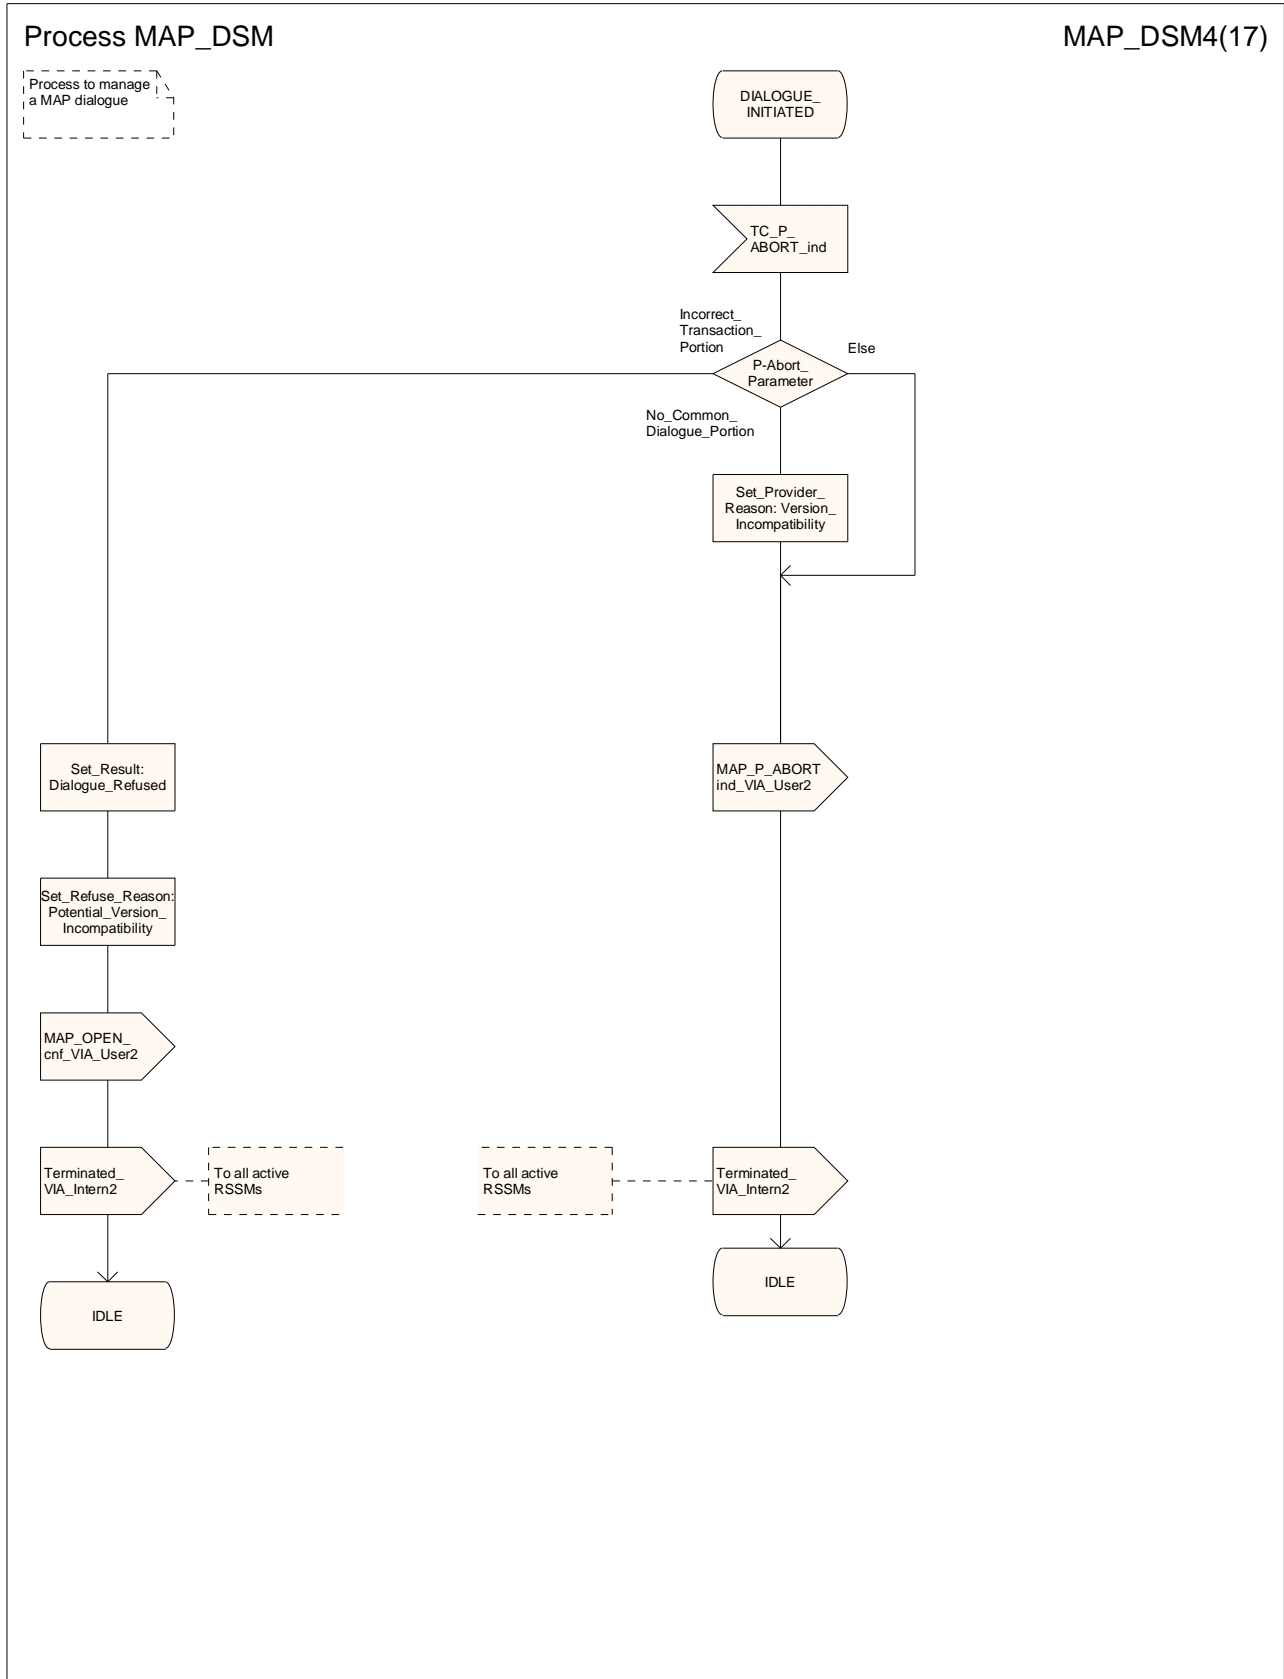 Process MAP_DSM
MAP_DSM4(17)
Process to manage
a MAP dialogue
DIALOGUE_
INITIATED
TC_P_
ABORT_ind
Incorrect_
Transaction_
Portion
Else
P-Abort_
Parameter
No_Common_
Dialogue_Portion
Set_Provider_
Reason: Version_
Incompatibility
Set_Result:
Dialogue_Refused
MAP_P_ABORT
ind_VIA_User2
Set_Refuse_Reason:
Potential_Version_
Incompatibility
MAP_OPEN_
cnf_VIA_User2
Terminated_
VIA_Intern2
To all active
RSSMs
To all active
RSSMs
Terminated_
VIA_Intern2
IDLE
IDLE